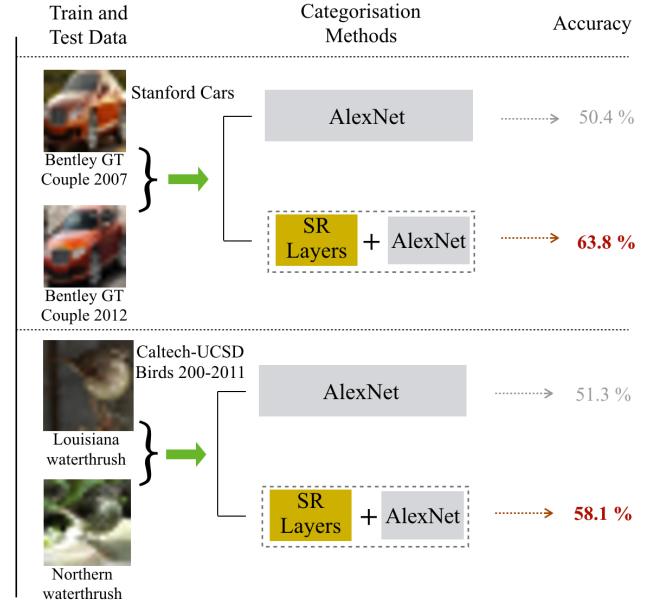 Train and
Test Data
Categorisation
Methods
Accuracy
Stanford Cars
Bentley GT
Couple 2007
AlexNet
50.4 %
SR
Layers
+
AlexNet
63.8 %
Bentley GT
Couple 2012
Caltech-UCSD
Birds 200-2011
Louisiana
waterthrush
AlexNet
51.3 %
SR
Layers
+
AlexNet
58.1 %
Northern
waterthrush